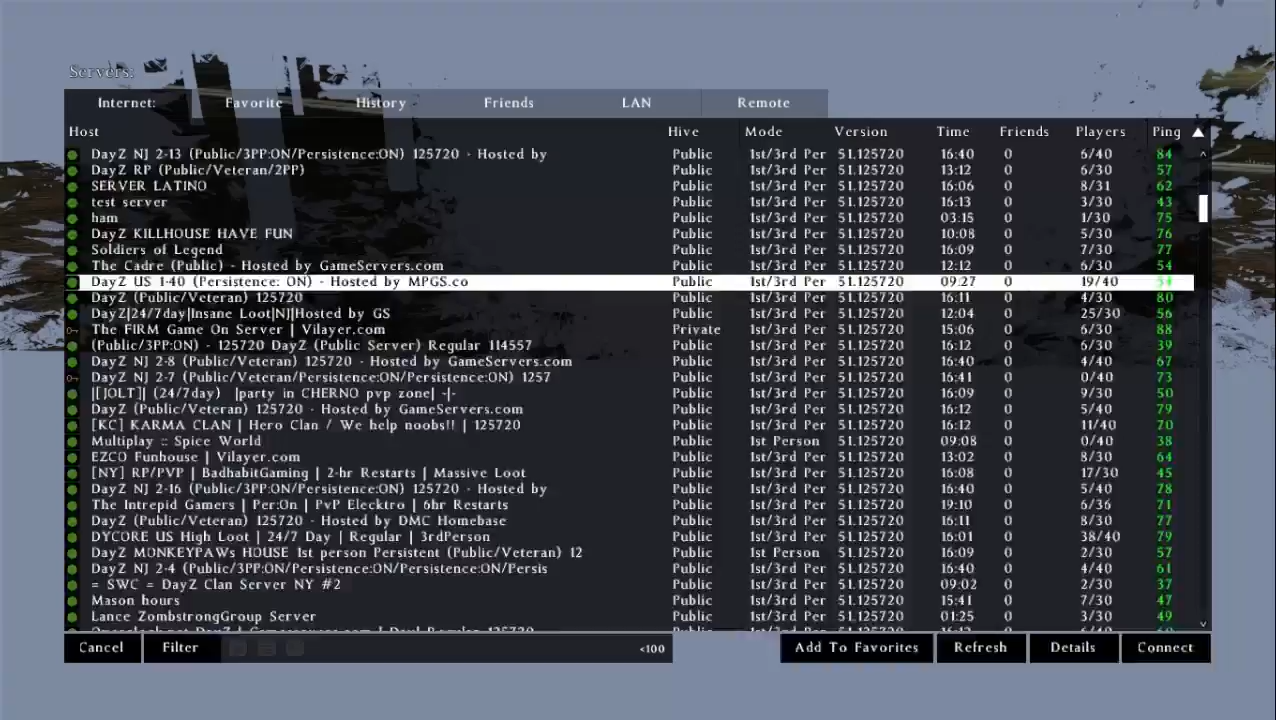 Servers:
Internet: Favorite History Friends LAN Remote
Host Hive Mode Version Time Friends Players Ping
DayZ NJ 2-13 (Public/3PP:ON/Persistence:ON) 125720 - Hosted by Public 1st/3rd Per 51.125720 16:40 0 6/40 84
DayZ RP (Public/Veteran/2PP) Public 1st/3rd Per 51.125720 13:12 0 6/30 57
SERVER LATINO Public 1st/3rd Per 51.125720 16:06 0 8/31 62
test server Public 1st/3rd Per 51.125720 16:13 0 3/30 43
ham Public 1st/3rd Per 51.125720 03:15 0 1/30 75
DayZ KILLHOUSE HAVE FUN Public 1st/3rd Per 51.125720 10:08 0 5/30 76
Soldiers of Legend Public 1st/3rd Per 51.125720 16:09 0 7/30 77
The Cadre (Public) - Hosted by GameServers.com Public 1st/3rd Per 51.125720 12:12 0 6/30 54
DayZ US 1-40 (Persistence: ON) - Hosted by MPGS.co Public 1st/3rd Per 51.125720 09:27 0 19/40
DayZ (Public/Veteran) 125720 Public 1st/3rd Per 51.125720 16:11 0 4/30 80
DayZ|24/7day|Insane Loot|NJ|Hosted by GS Public 1st/3rd Per 51.125720 12:04 0 25/30 56
The FIRM Game On Server | Vilayer.com Private 1st/3rd Per 51.125720 15:06 0 6/30 88
(Public/3PP:ON) - 125720 DayZ (Public Server) Regular 114557 Public 1st/3rd Per 51.125720 16:12 0 6/30 39
DayZ NJ 2-8 (Public/Veteran) 125720 - Hosted by GameServers.com Public 1st/3rd Per 51.125720 16:40 0 4/40 67
DayZ NJ 2-7 (Public/Veteran/Persistence:ON/Persistence:ON) 1257 Public 1st/3rd Per 51.125720 16:41 0 0/40 73
|[JOLT]| (24/7day) |party in CHERNO pvp zone| -|- Public 1st/3rd Per 51.125720 16:09 0 9/30 50
DayZ (Public/Veteran) 125720 - Hosted by GameServers.com Public 1st/3rd Per 51.125720 16:12 0 5/40 79
[KC] KARMA CLAN | Hero Clan / We help noobs!! | 125720 Public 1st/3rd Per 51.125720 16:12 0 11/40 70
Multiplay :: Spice World Public 1st Person 51.125720 09:08 0 0/40 38
EZCO Funhouse | Vilayer.com Public 1st/3rd Per 51.125720 13:02 0 8/30 64
[NY] RP/PVP | BadhabitGaming | 2-hr Restarts | Massive Loot Public 1st/3rd Per 51.125720 16:08 0 17/30 45
DayZ NJ 2-16 (Public/3PP:ON/Persistence:ON) 125720 - Hosted by Public 1st/3rd Per 51.125720 16:40 0 5/40 78
The Intrepid Gamers | Per:On | PvP Elecktro | 6hr Restarts Public 1st/3rd Per 51.125720 19:10 0 6/36 71
DayZ (Public/Veteran) 125720 - Hosted by DMC Homebase Public 1st/3rd Per 51.125720 16:11 0 8/30 77
DYCORE US High Loot | 24/7 Day | Regular | 3rdPerson Public 1st/3rd Per 51.125720 16:01 0 38/40 79
DayZ MONKEYPAWs HOUSE 1st person Persistent (Public/Veteran) 12 Public 1st Person 51.125720 16:09 0 2/30 57
DayZ NJ 2-4 (Public/3PP:ON/Persistence:ON/Persistence:ON/Persis Public 1st/3rd Per 51.125720 16:40 0 4/40 61
= SWC = DayZ Clan Server NY #2 Public 1st/3rd Per 51.125720 09:02 0 2/30 37
Mason hours Public 1st/3rd Per 51.125720 15:41 0 1/30 47
Lance ZombstrongGroup Server Public 1st/3rd Per 51.125720 01:25 0 3/30 49
Cancel Filter <100 Add To Favorites Refresh Details Connect